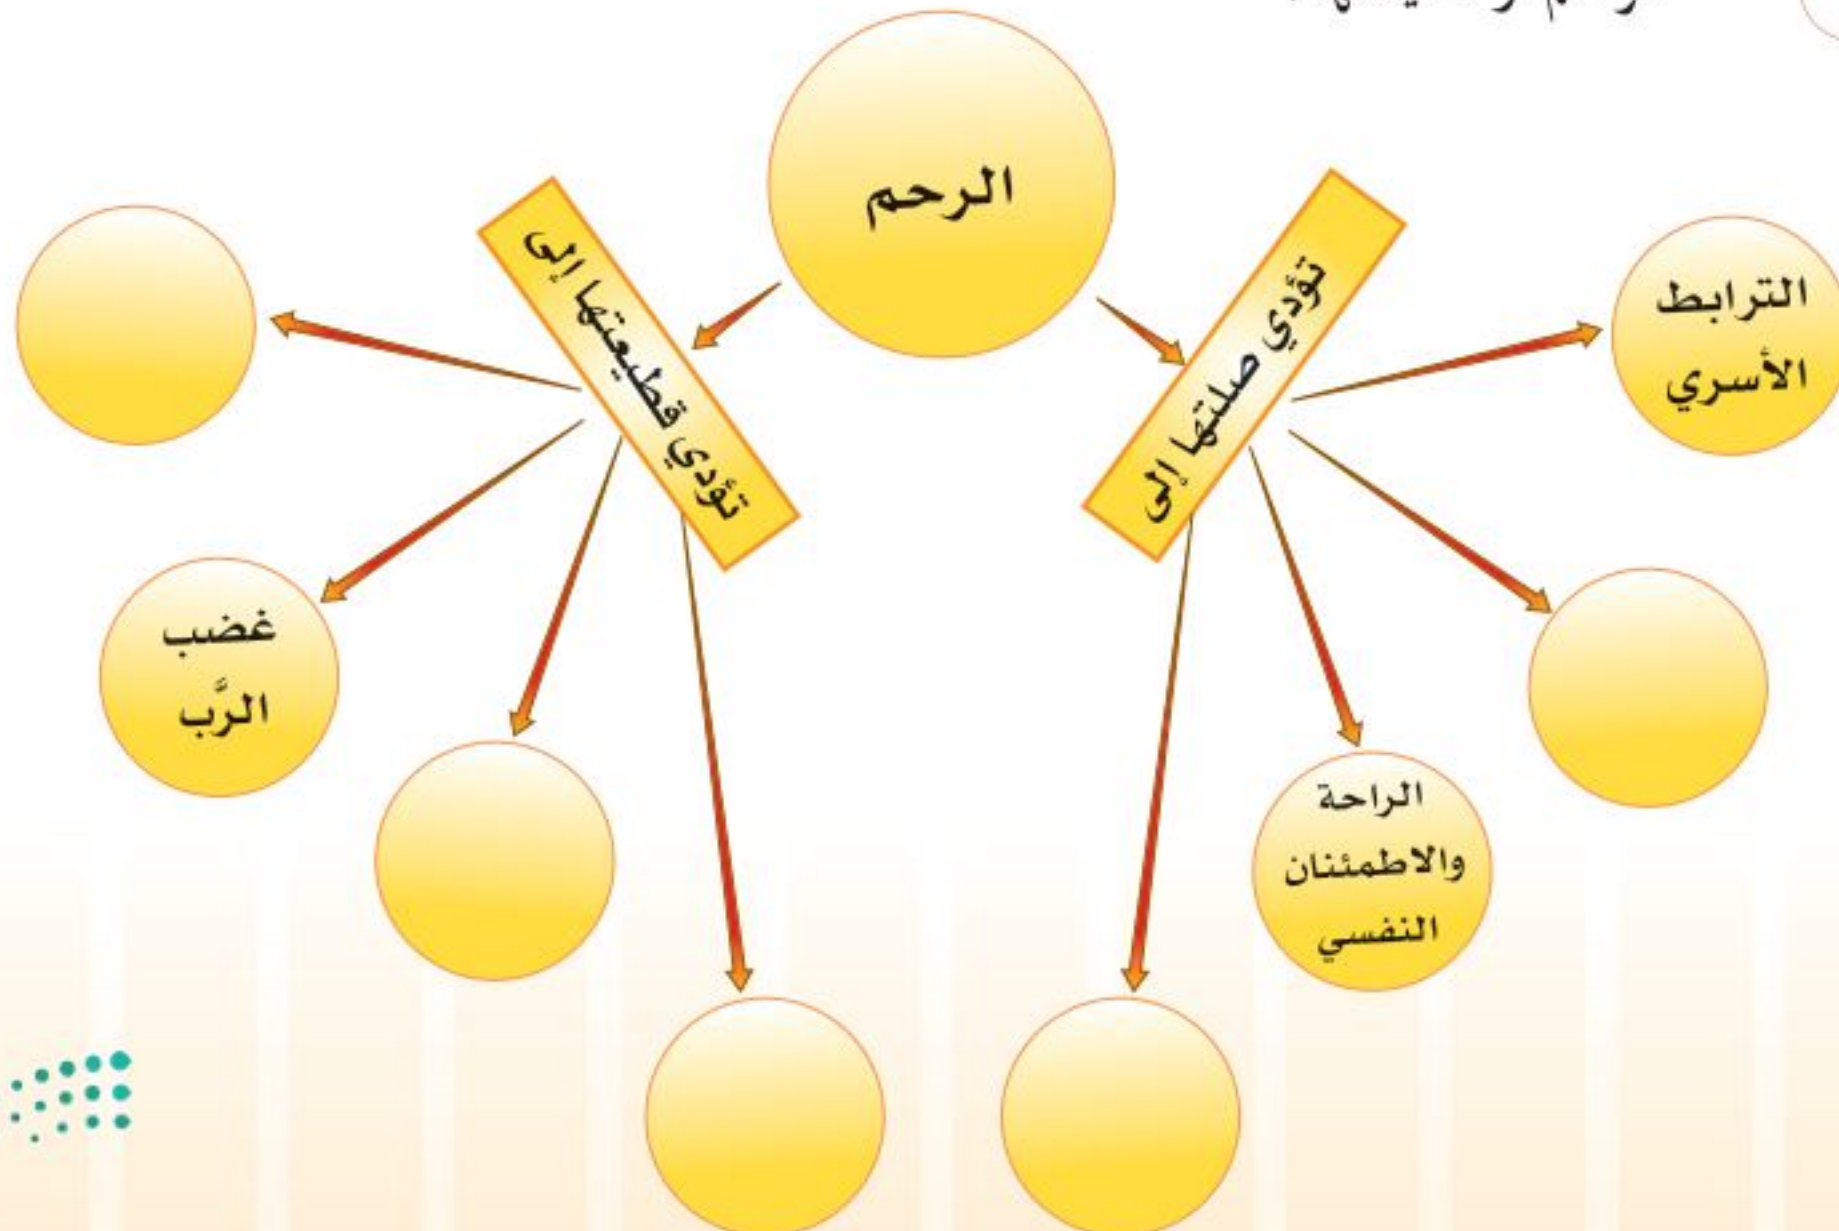 الرحم
تؤدي صلتها إلى
الترابط
الأسري
الراحة
والاطمئنان
النفسي
تؤدي قطيعتها إلى
غضب
الرَّب